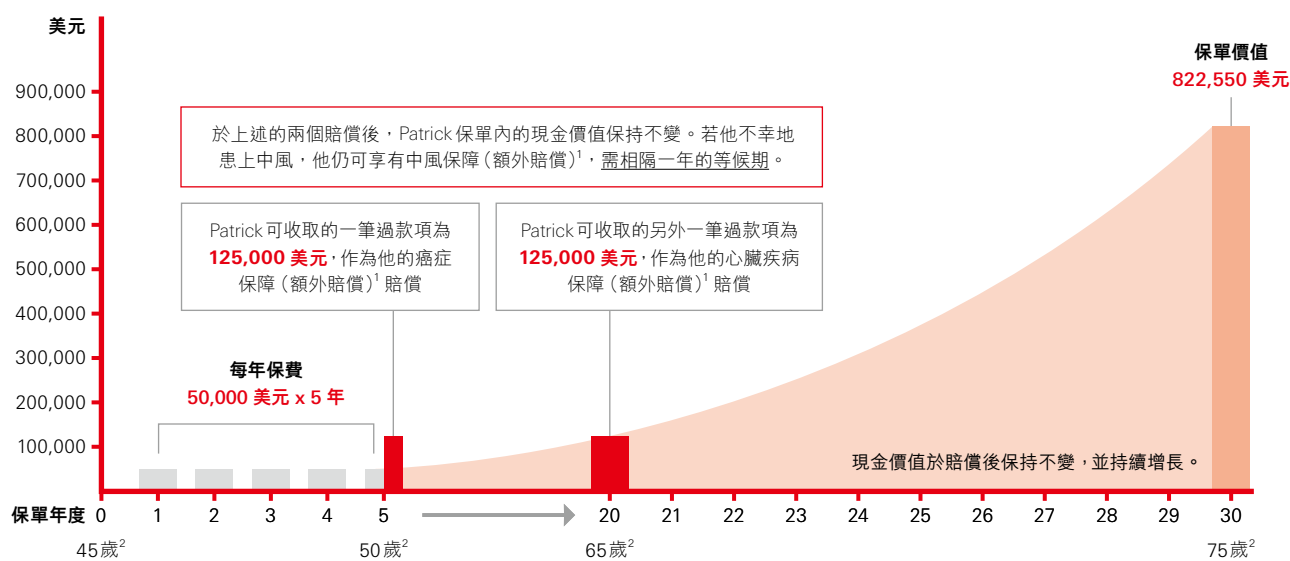 美元
保單價值
822,550 美元
900,000
800,000
700,000
600,000
500,000
400,000
300,000
200,000
100,000
於上述的兩個賠償後，Patrick 保單內的現金價值保持不變。若他不幸地
患上中風，他仍可享有中風保障（額外賠償）¹，需相隔一年的等候期。
Patrick 可收取的一筆過款項為
125,000 美元，作為他的癌症
保障（額外賠償）¹ 賠償
Patrick 可收取的另外一筆過款項為
125,000 美元，作為他的心臟疾病
保障（額外賠償）¹ 賠償
每年保費
50,000 美元 x 5 年
現金價值於賠償後保持不變，並持續增長。
保單年度 0 1 2 3 4 5 20 21 22 23 24 25 26 27 28 29 30
45歲² 50歲² 65歲² 75歲²